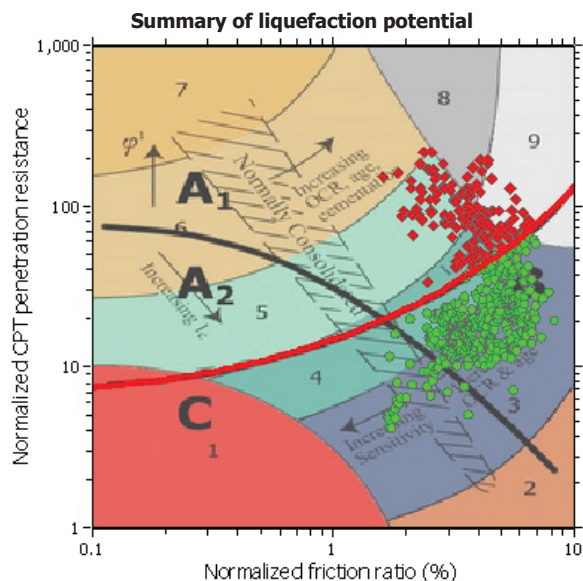 Summary of liquefaction potential
Normalized CPT penetration resistance
1,000
100
10
1
7
8
9
φ'
A1
Normally Consolidated
Increasing
OCR, age,
cementation
6
A2
Increasing Ic
5
4
C
1
Increasing
Sensitivity
OCR & age
3
2
0.1
1
10
Normalized friction ratio (%)